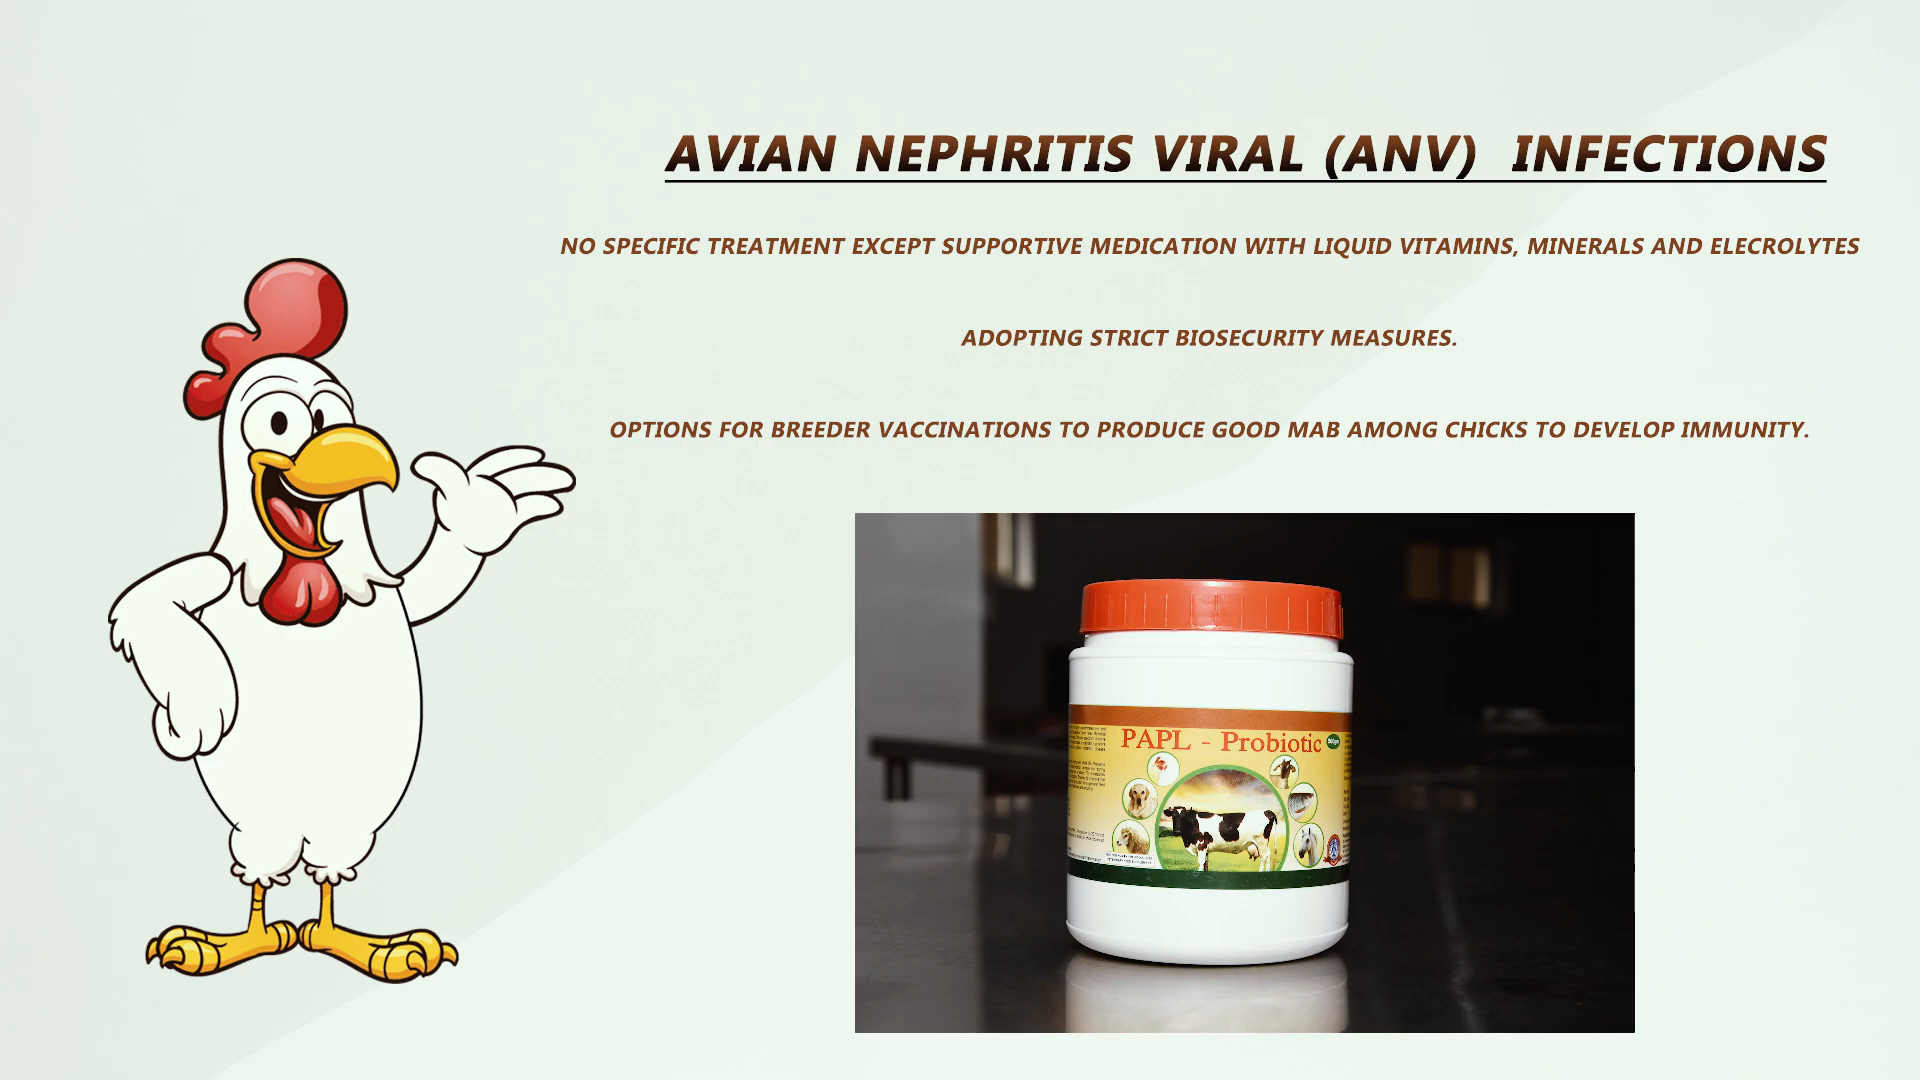 AVIAN NEPHRITIS VIRAL (ANV) INFECTIONS
NO SPECIFIC TREATMENT EXCEPT SUPPORTIVE MEDICATION WITH LIQUID VITAMINS, MINERALS AND ELECROLYTES
ADOPTING STRICT BIOSECURITY MEASURES.
OPTIONS FOR BREEDER VACCINATIONS TO PRODUCE GOOD MAB AMONG CHICKS TO DEVELOP IMMUNITY.
PAPL - Probiotic